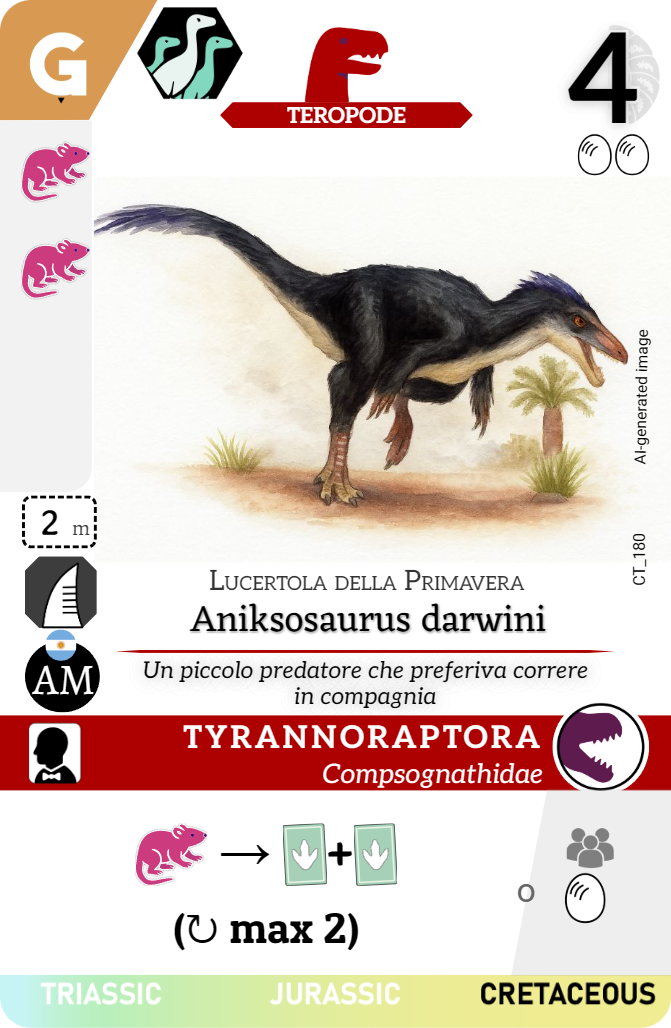 G
TEROPODE
4
AI-generated image
2 m
CT_180
Lucertola della Primavera
Aniksosaurus darwini
AM
Un piccolo predatore che preferiva correre
in compagnia
TYRANNORAPTORA
Compsognathidae
→ +
o
(↻ max 2)
TRIASSIC JURASSIC CRETACEOUS